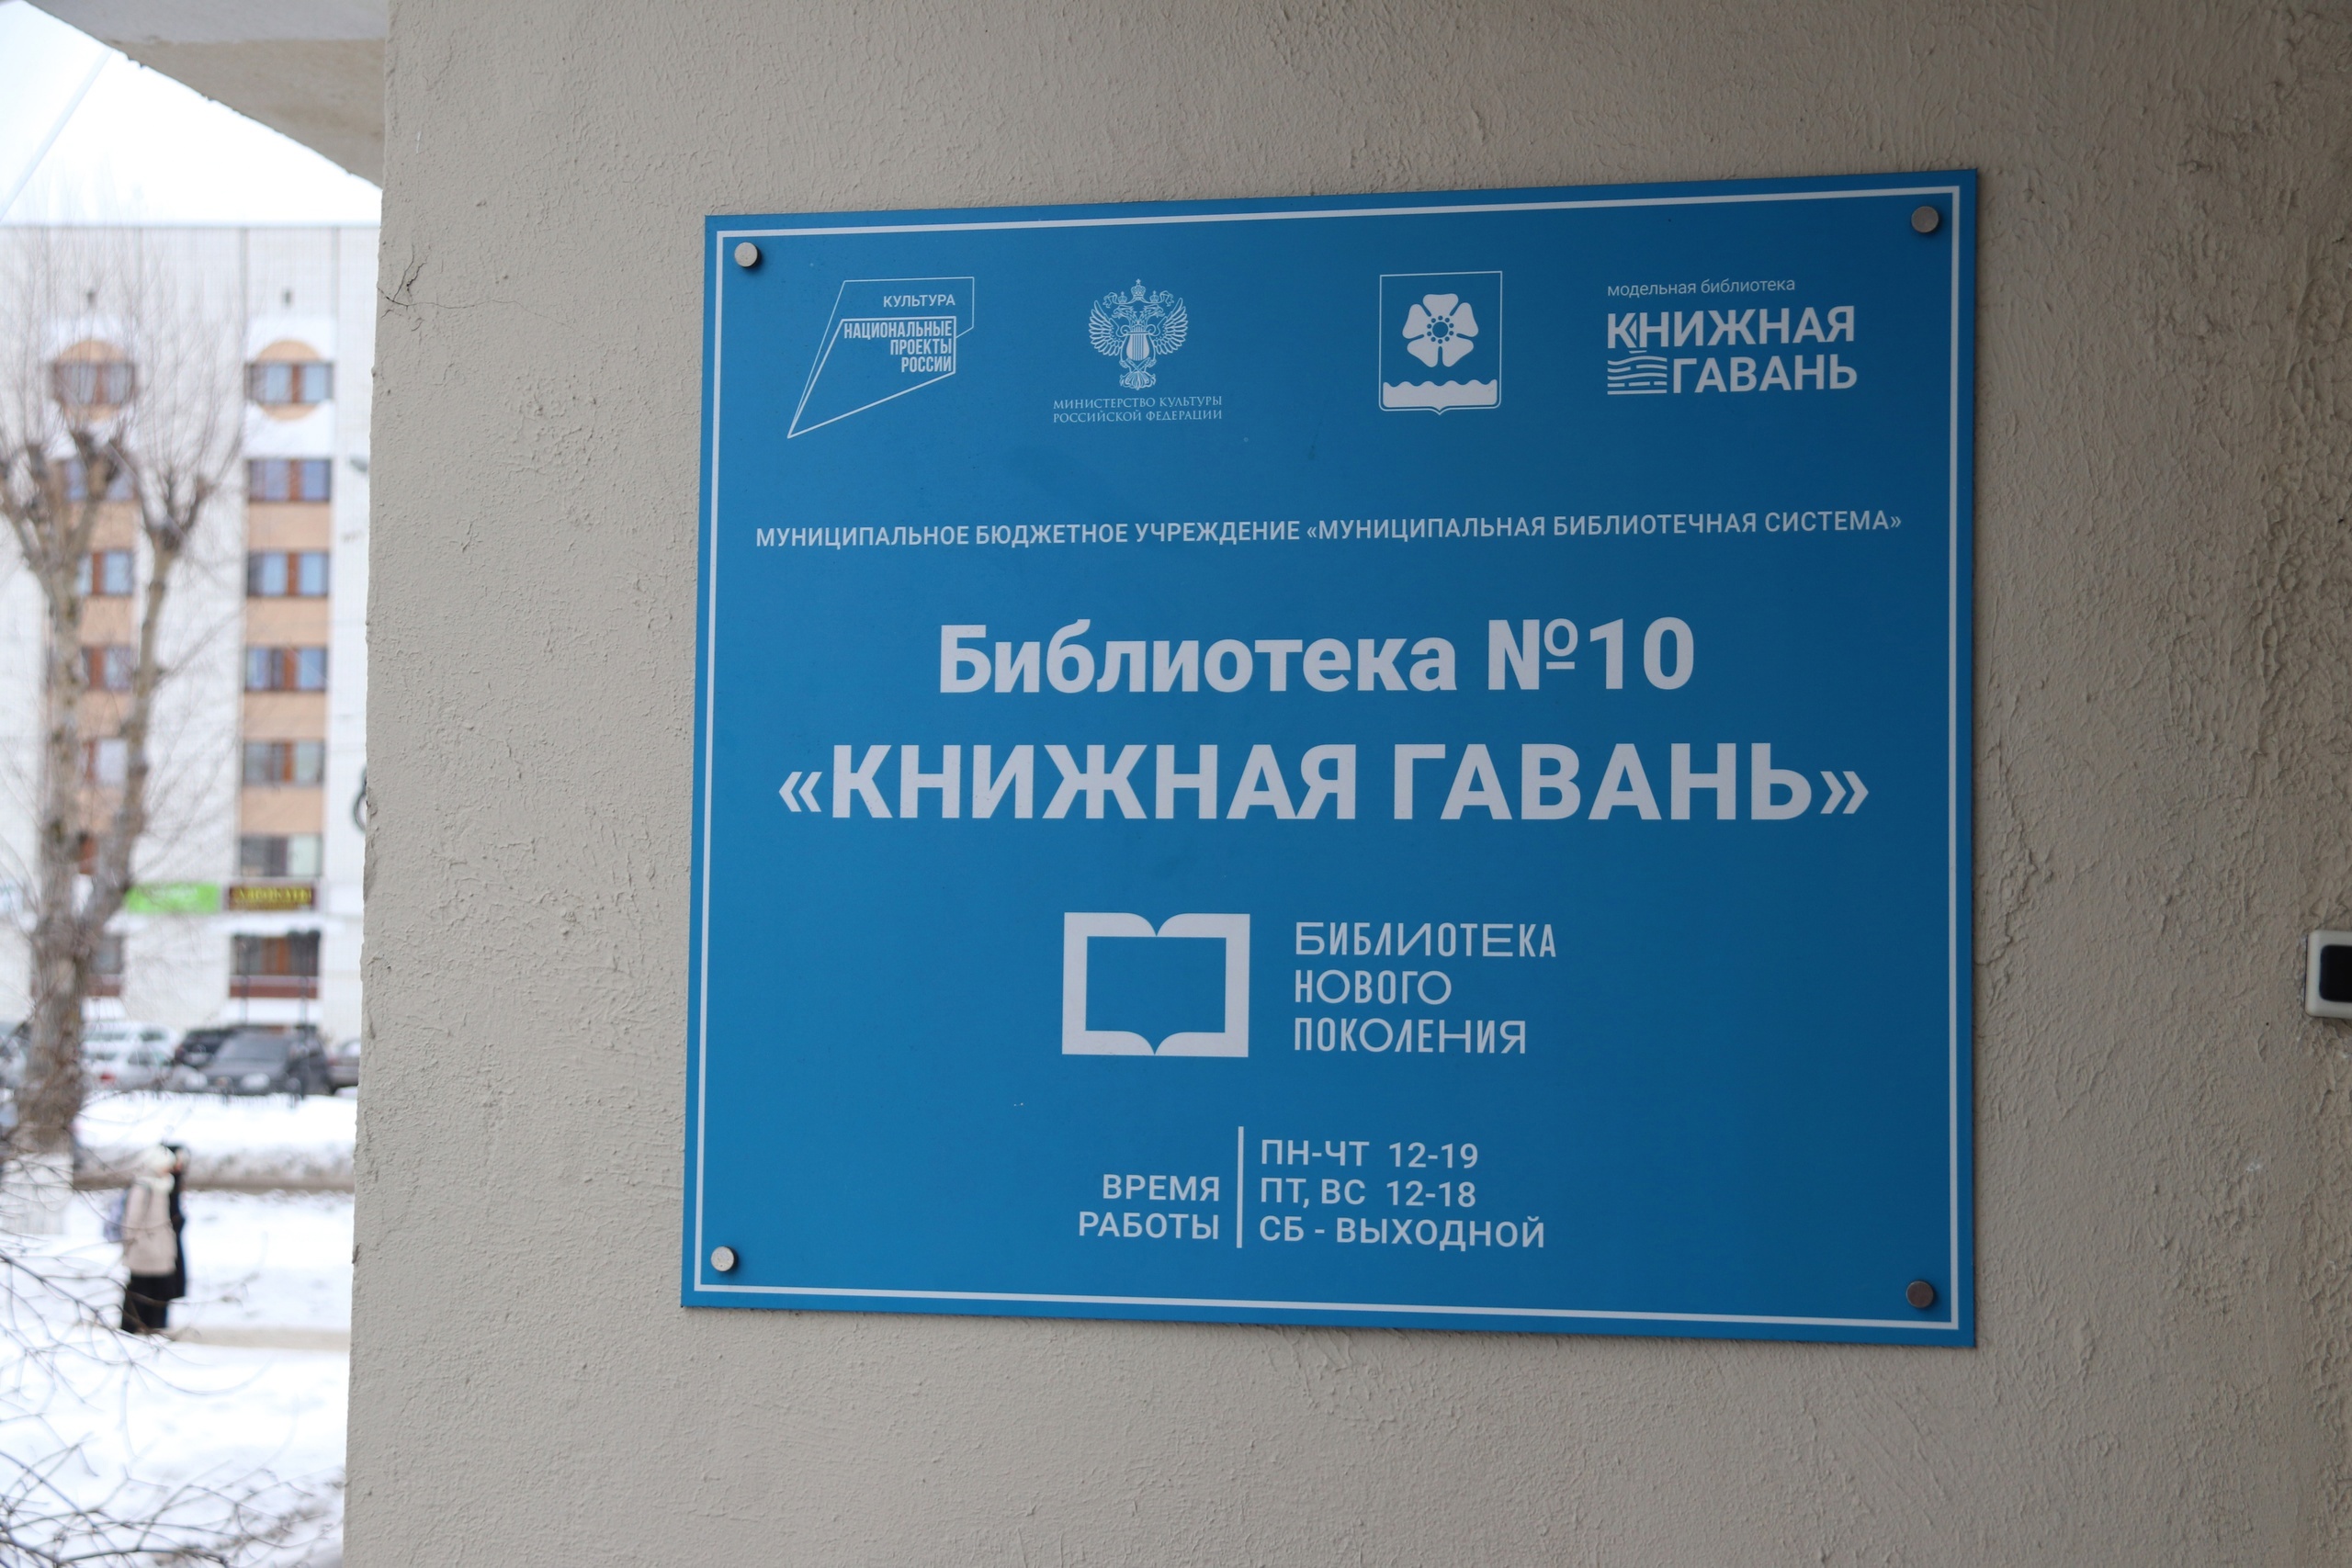 КУЛЬТУРА
НАЦИОНАЛЬНЫЕ
ПРОЕКТЫ
РОССИИ
МИНИСТЕРСТВО КУЛЬТУРЫ
РОССИЙСКОЙ ФЕДЕРАЦИИ
модельная библиотека
КНИЖНАЯ
ГАВАНЬ
МУНИЦИПАЛЬНОЕ БЮДЖЕТНОЕ УЧРЕЖДЕНИЕ «МУНИЦИПАЛЬНАЯ БИБЛИОТЕЧНАЯ СИСТЕМА»
Библиотека №10
«КНИЖНАЯ ГАВАНЬ»
БИБЛИОТЕКА
НОВОГО
ПОКОЛЕНИЯ
ВРЕМЯ
РАБОТЫ
ПН-ЧТ 12-19
ПТ, ВС 12-18
СБ - ВЫХОДНОЙ